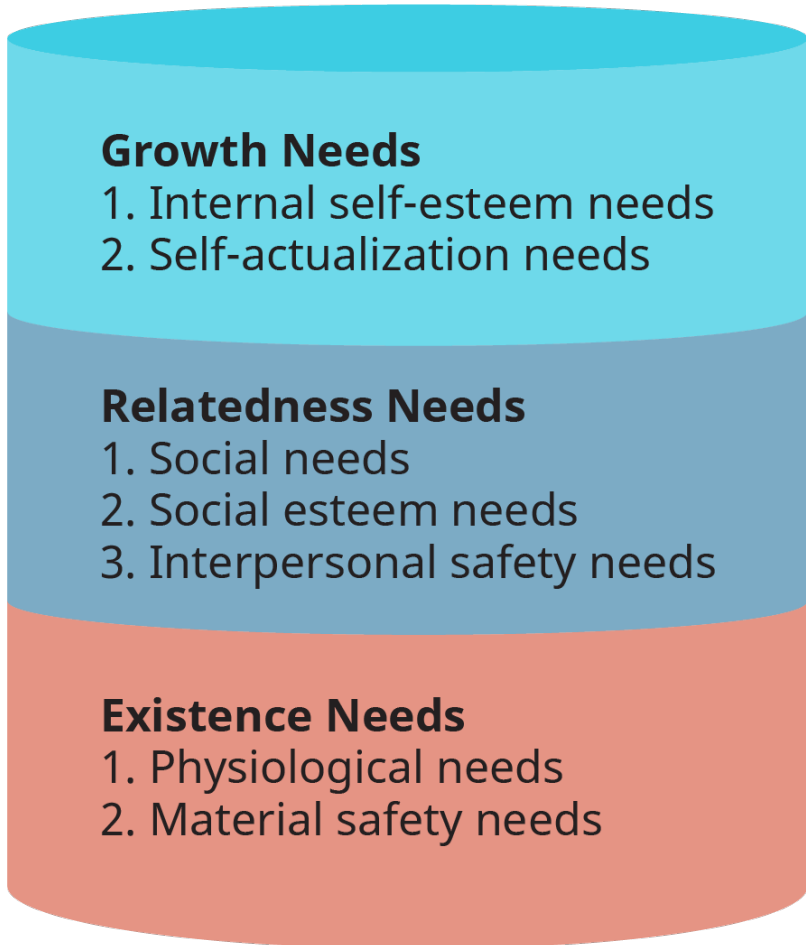 Growth Needs
1. Internal self-esteem needs
2. Self-actualization needs
Relatedness Needs
1. Social needs
2. Social esteem needs
3. Interpersonal safety needs
Existence Needs
1. Physiological needs
2. Material safety needs